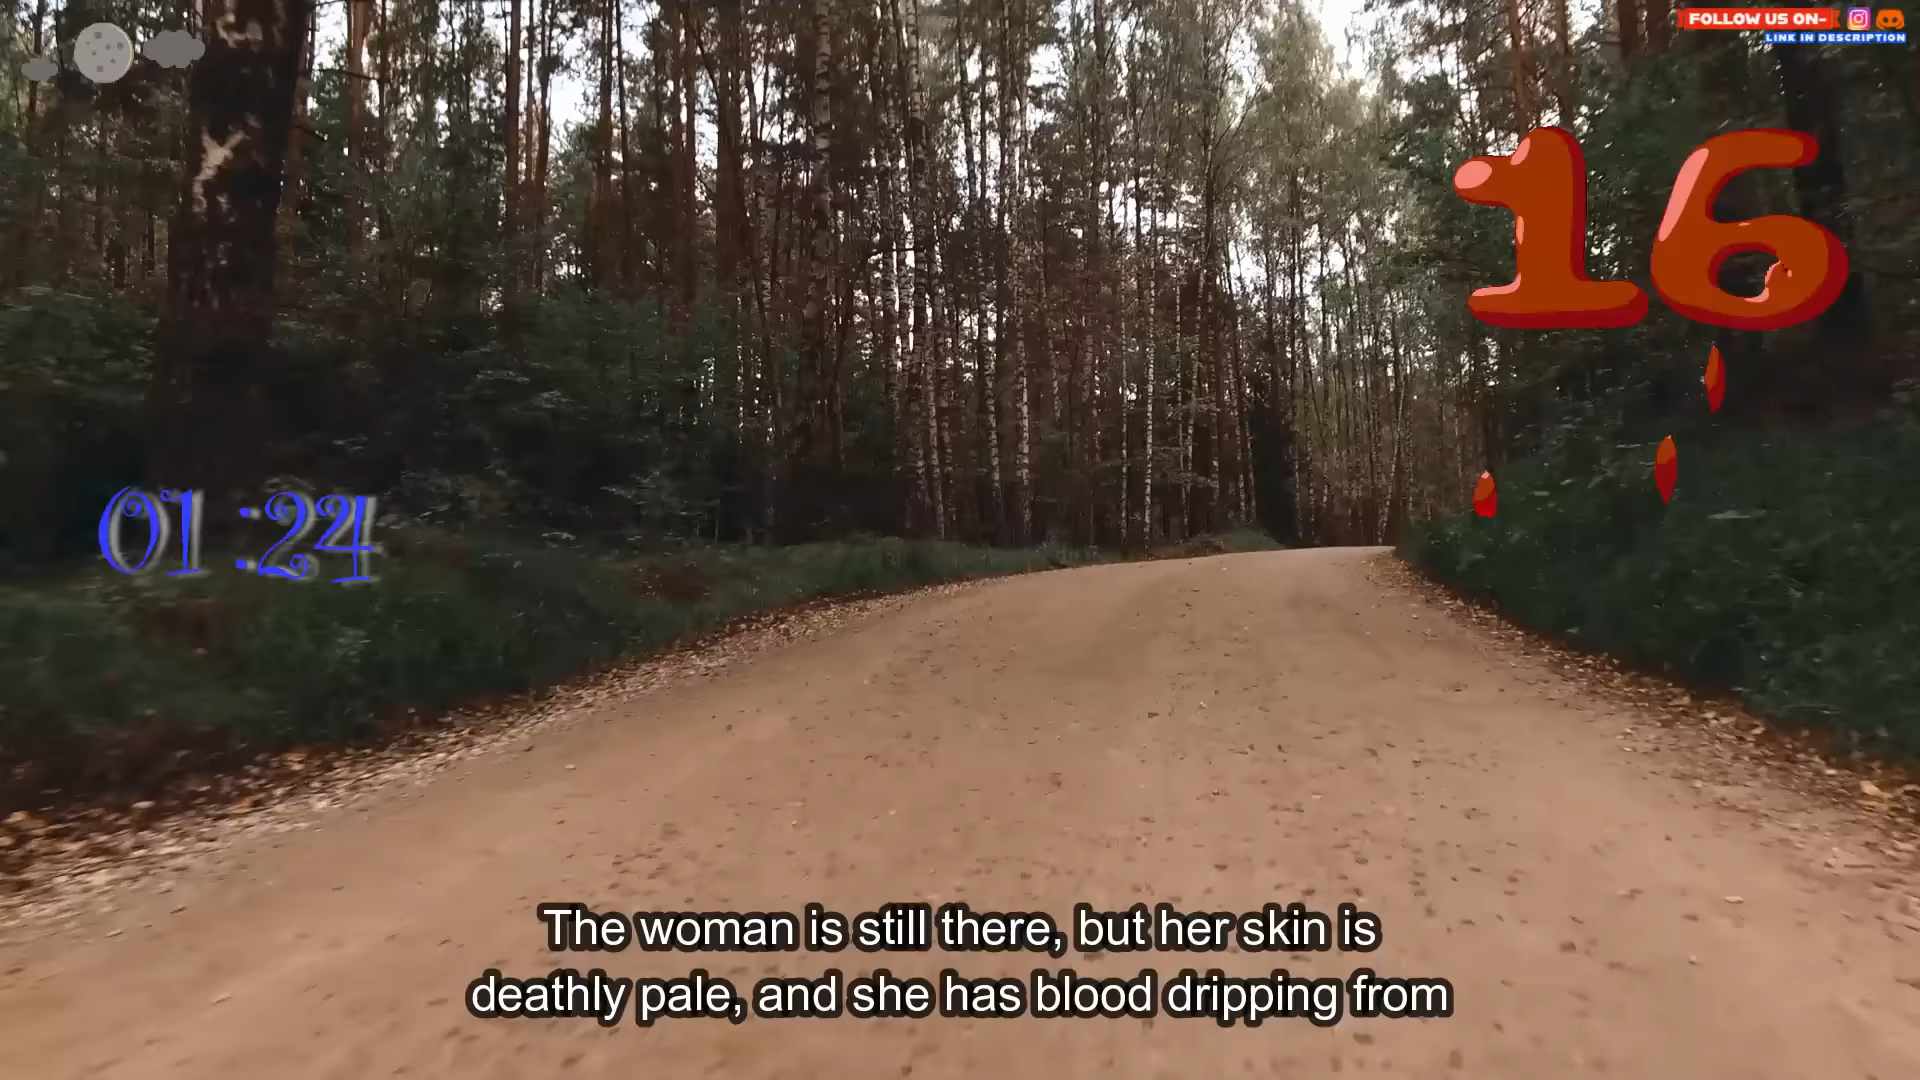 FOLLOW US ON-
LINK IN DESCRIPTION
16
01:24
The woman is still there, but her skin is
deathly pale, and she has blood dripping from